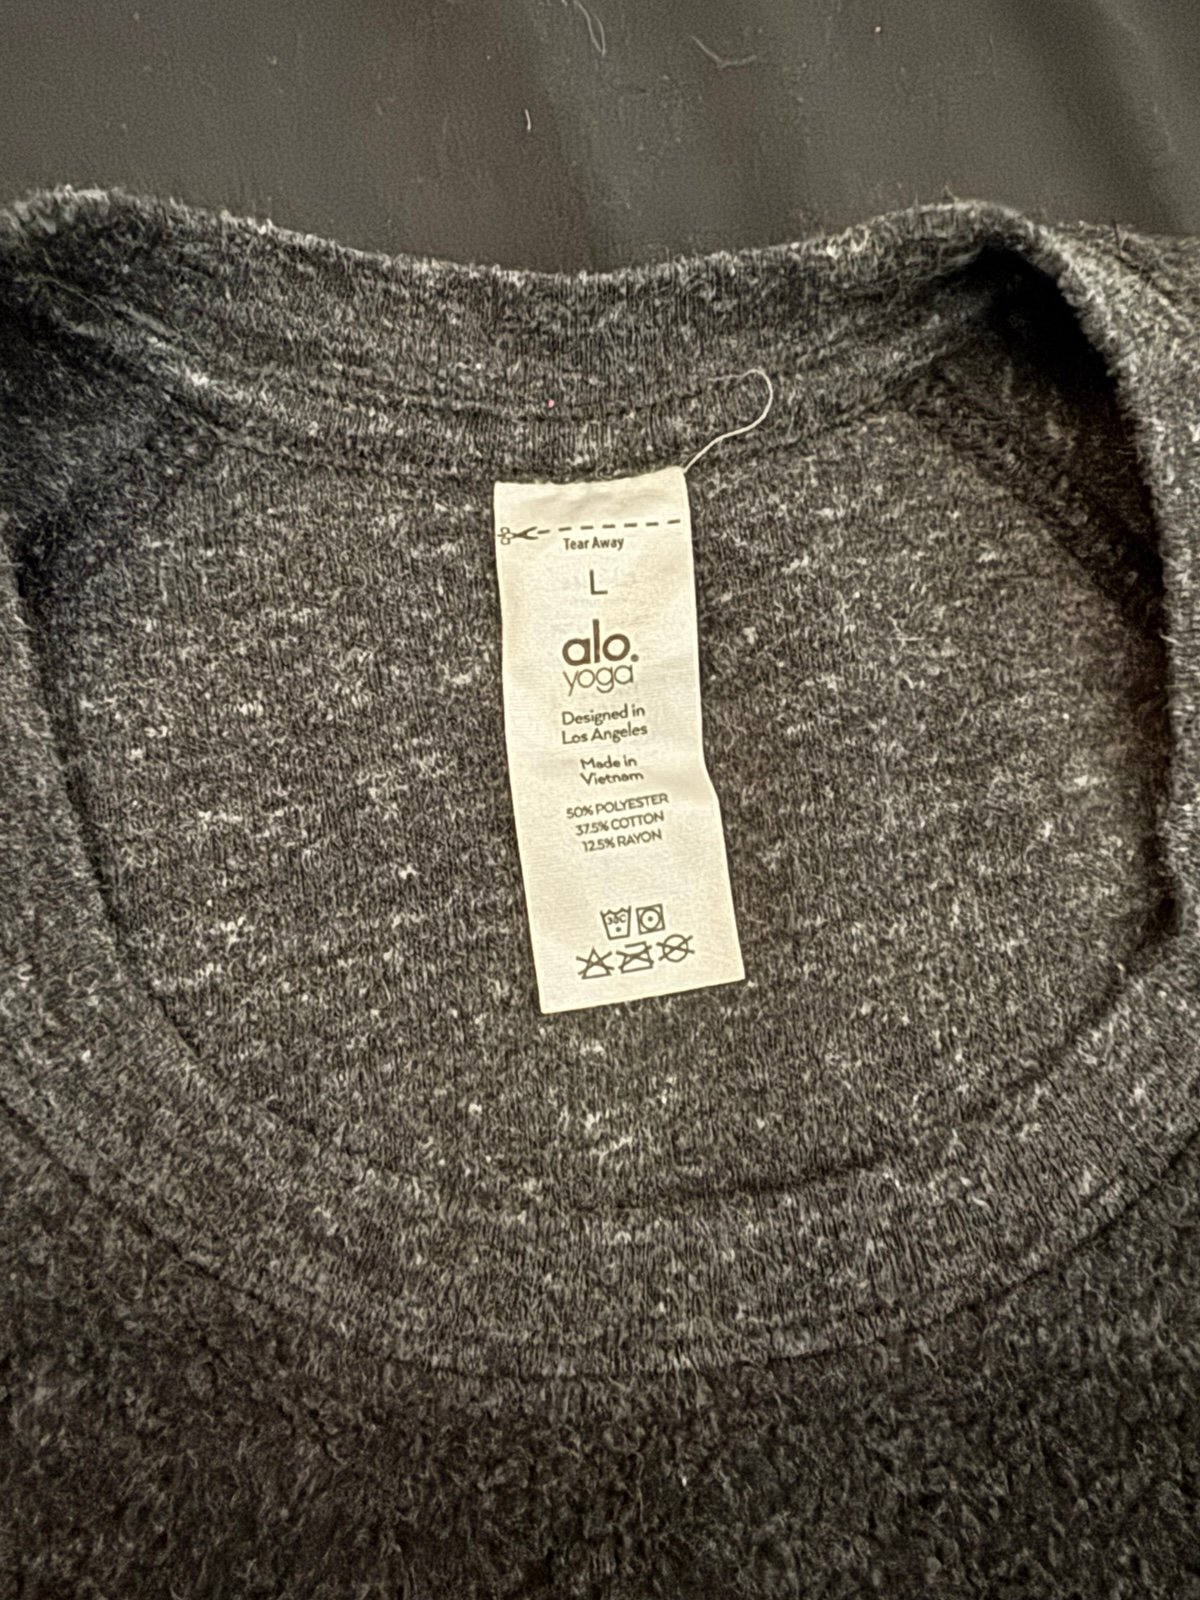 Tear Away
L
alo.
yoga
Designed in
Los Angeles
Made in
Vietnam
50% POLYESTER
37.5% COTTON
12.5% RAYON